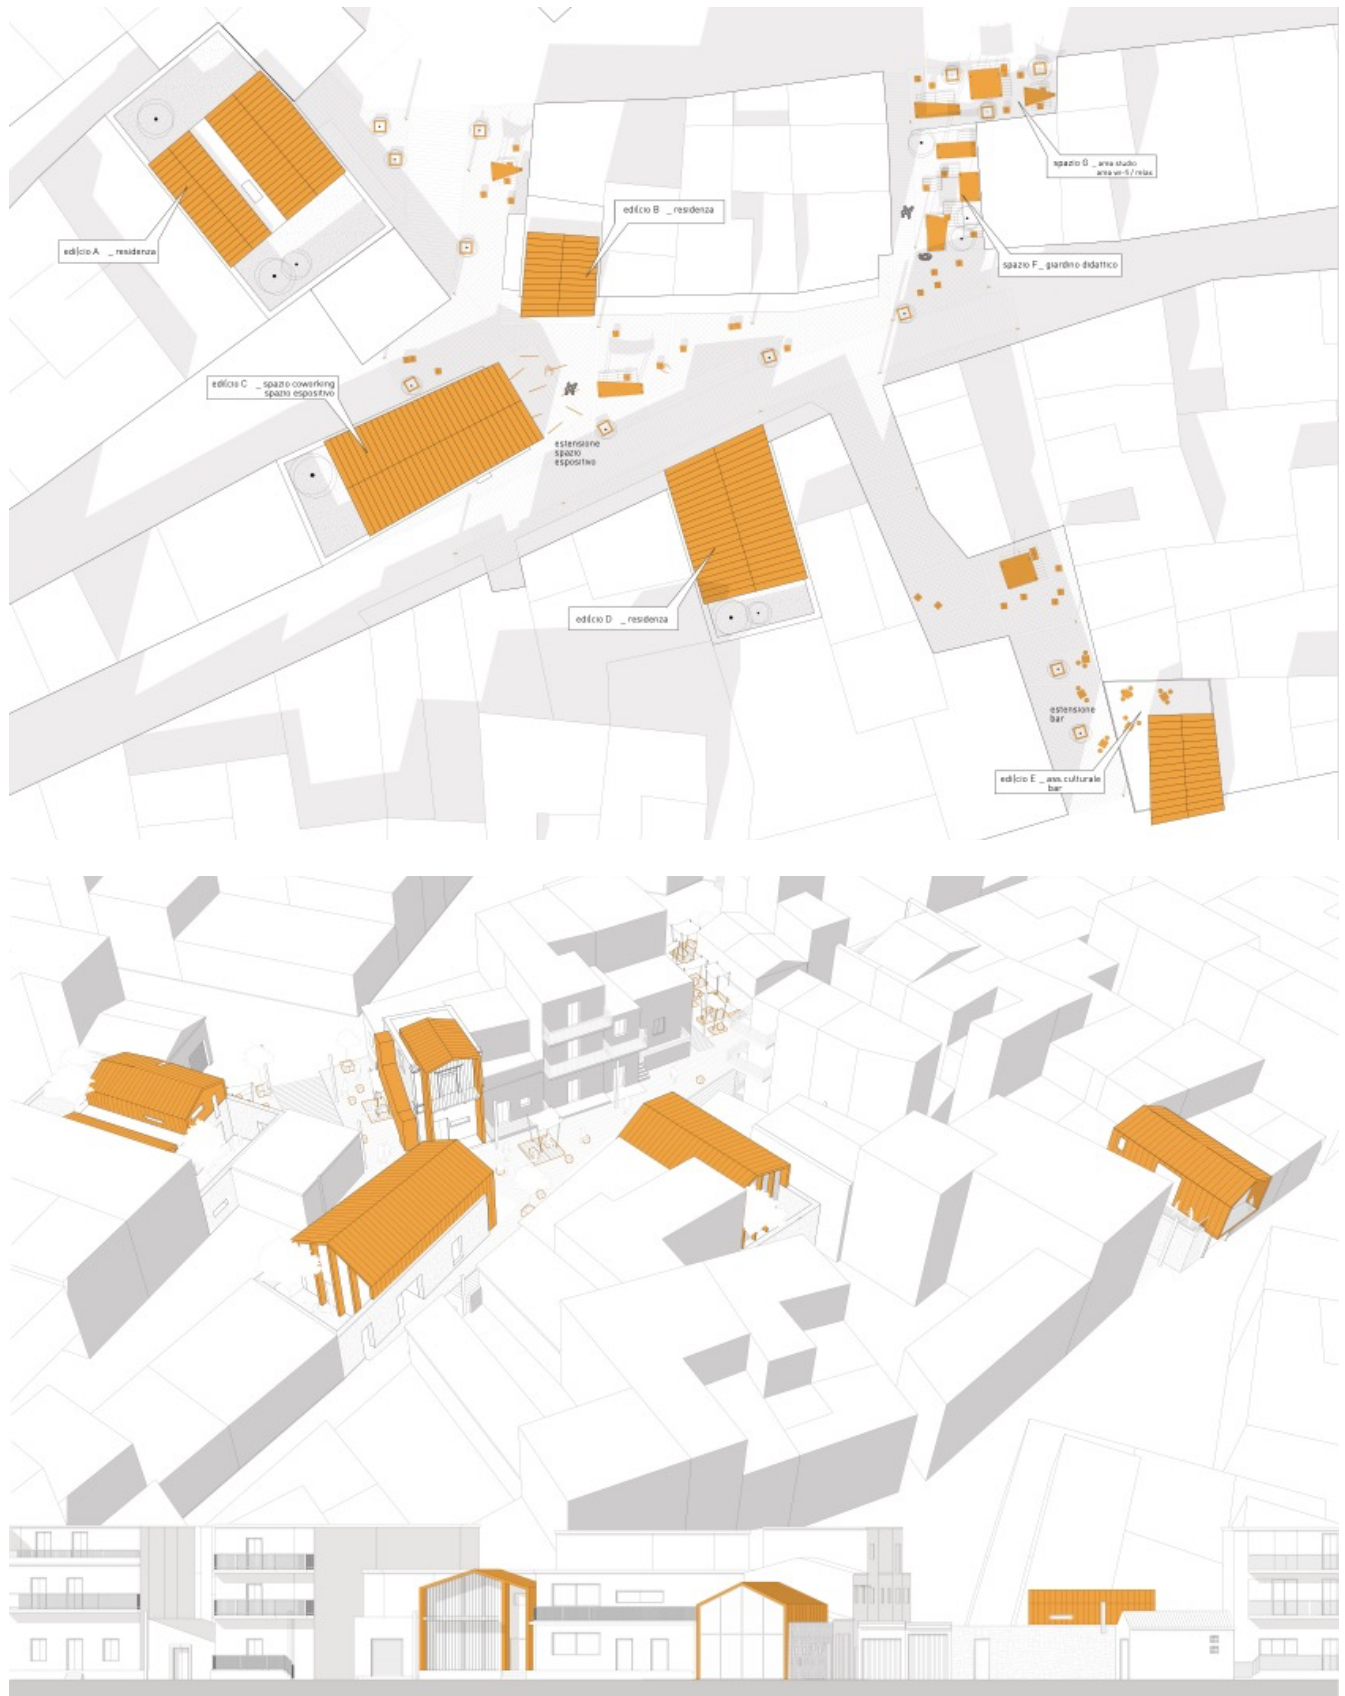 spazio G _ area studio
area wi-fi / relax
edificio B _ residenza
edificio A _ residenza
spazio F _ giardino didattico
edificio C _ spazio coworking
spazio espositivo
estensione
spazio
espositivo
edificio D _ residenza
estensione
bar
edificio E _ ass.culturale
bar